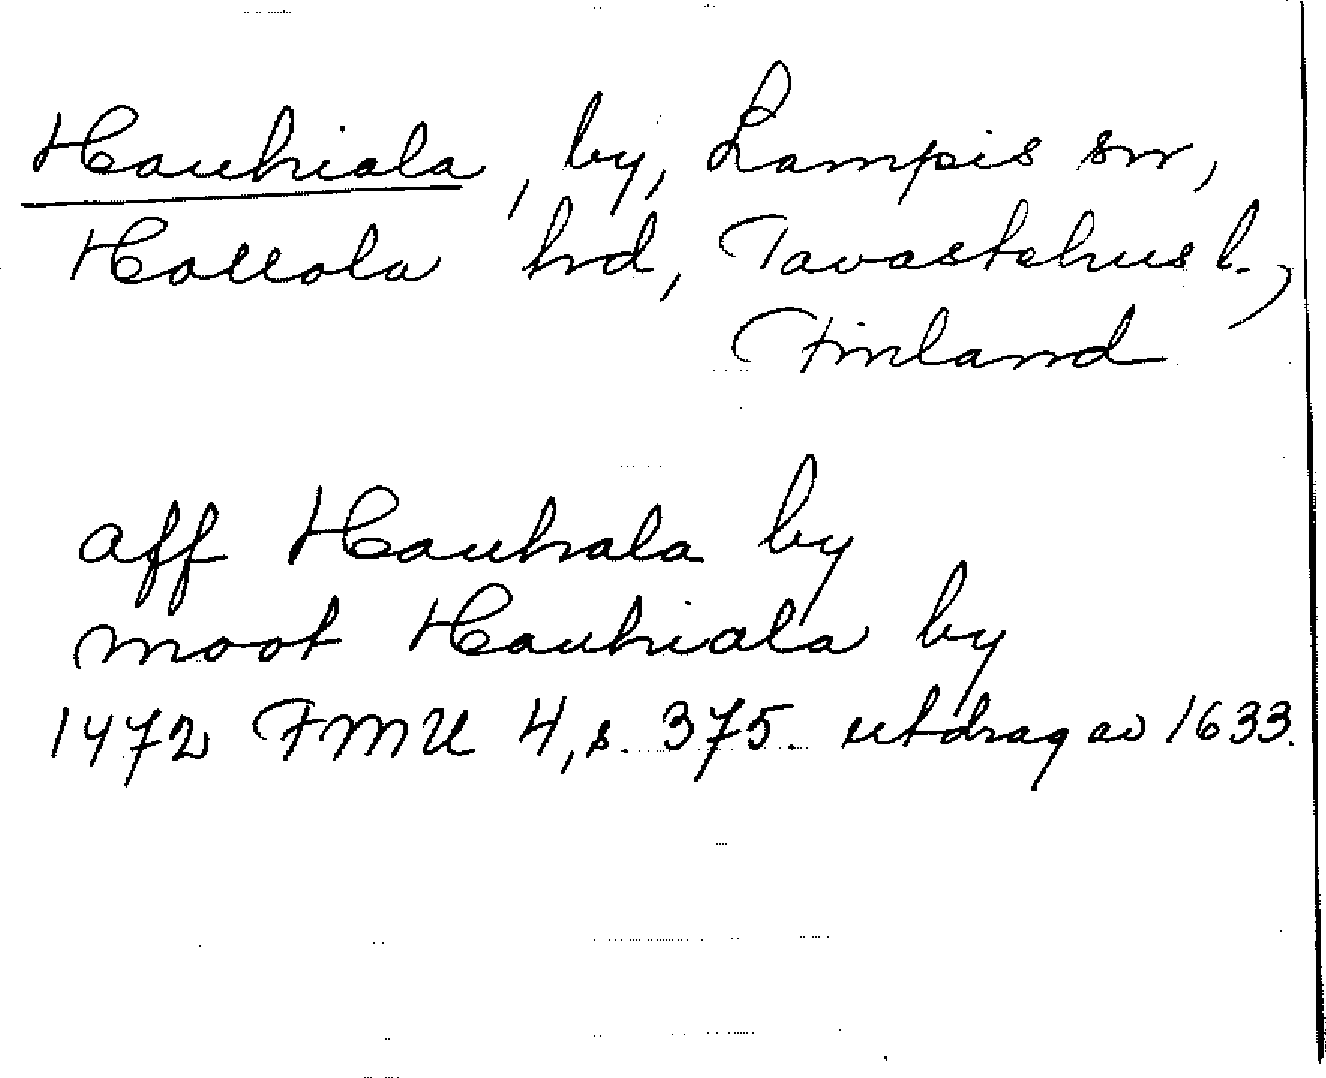 Hauhiala, by, Lampis sn,
Hollola hrd, Tavastehus l.,
Finland
aff Hauhala by
moot Hauhiala by
1472 FMU 4, s. 375. utdrag av 1633.